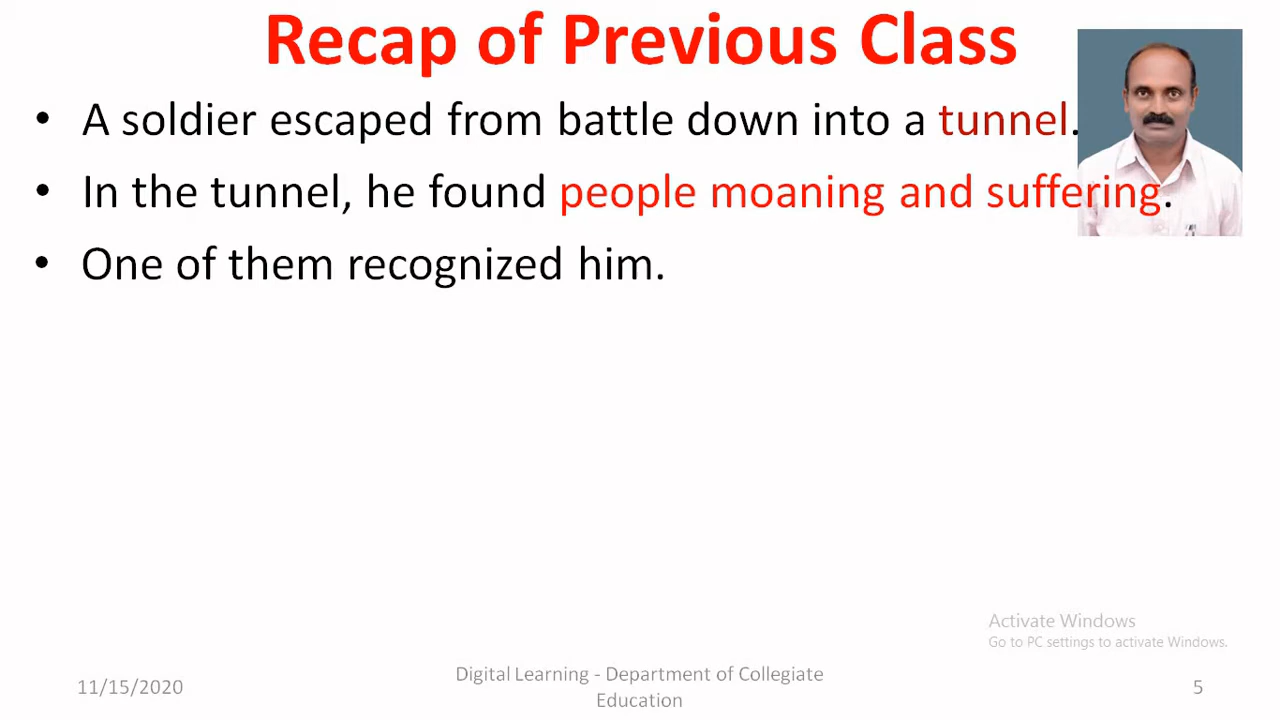 Recap of Previous Class
• A soldier escaped from battle down into a tunnel.
• In the tunnel, he found people moaning and suffering.
• One of them recognized him.
Activate Windows
Go to PC settings to activate Windows.
11/15/2020
Digital Learning - Department of Collegiate
Education
5